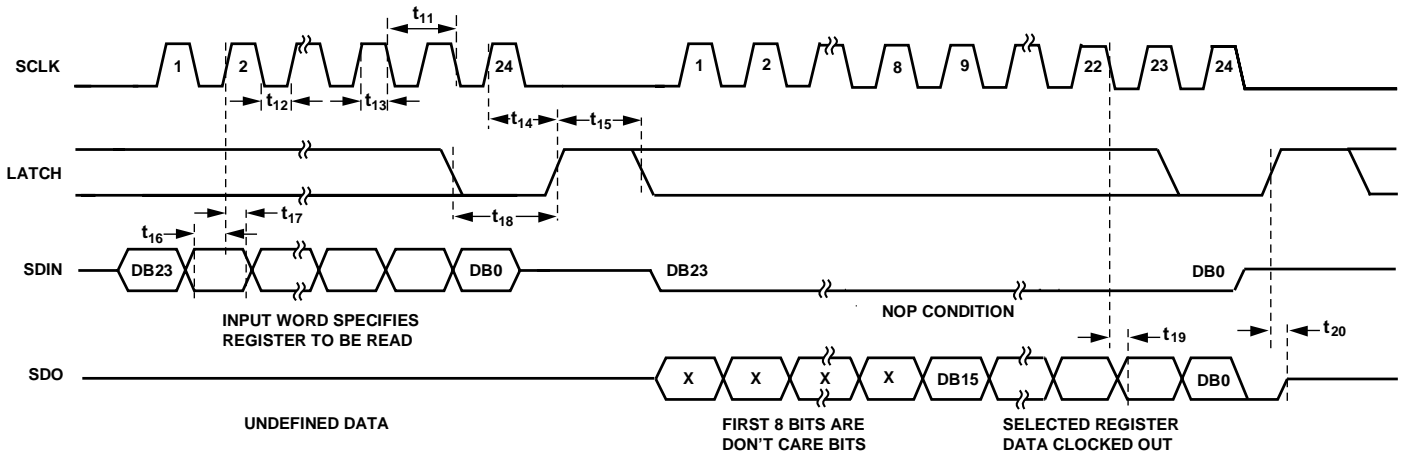 t11
SCLK 1 2 24 1 2 8 9 22 23 24
t12 t13
t14 t15
LATCH
t17 t18
t16
SDIN DB23 DB0 DB23 DB0
NOP CONDITION
INPUT WORD SPECIFIES
REGISTER TO BE READ
t19 t20
SDO X X X X DB15 DB0
UNDEFINED DATA
FIRST 8 BITS ARE
DON'T CARE BITS
SELECTED REGISTER
DATA CLOCKED OUT